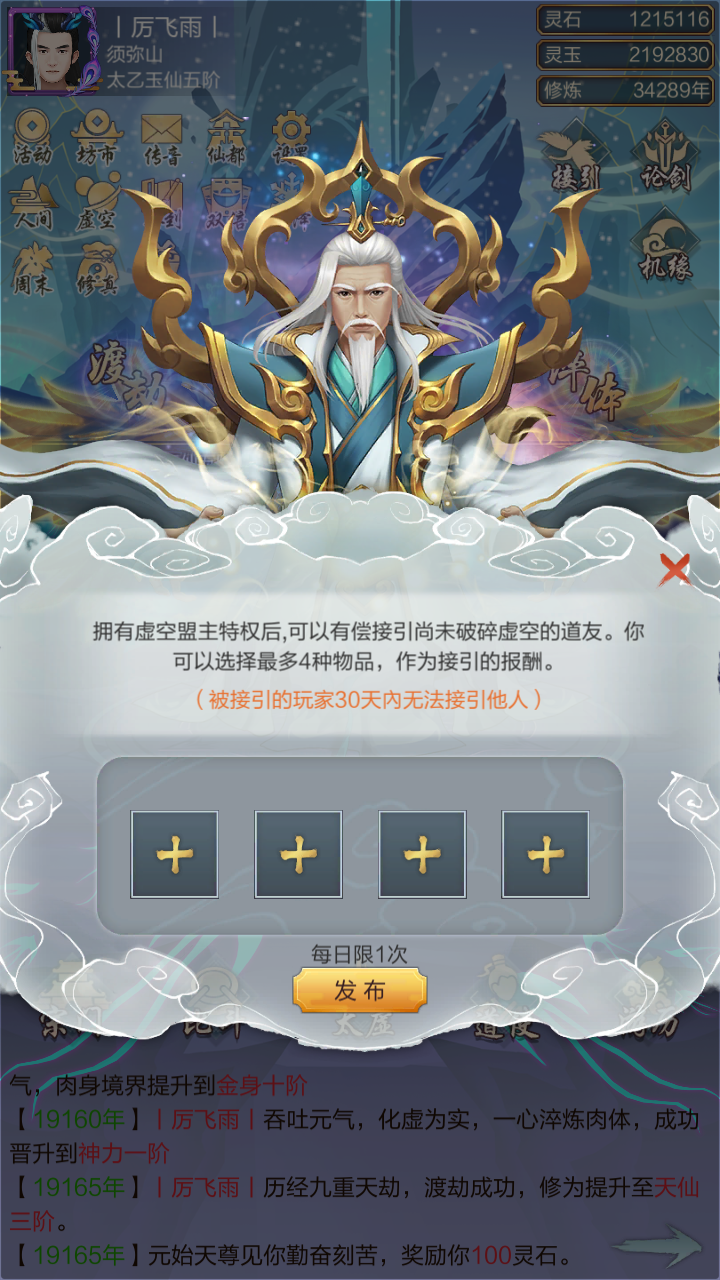 丨厉飞雨丨
须弥山
太乙玉仙五阶
灵石 1215116
灵玉 2192830
修炼 34289年
活动 坊市 传音 仙都 设置
人间 虚空
周末 修真
接引 论剑
机缘
渡劫
拥有虚空盟主特权后,可以有偿接引尚未破碎虚空的道友。你
可以选择最多4种物品，作为接引的报酬。
（被接引的玩家30天内无法接引他人）
每日限1次
发布
太虚
气，肉身境界提升到金身十阶
【19160年】丨厉飞雨丨吞吐元气，化虚为实，一心淬炼肉体，成功
晋升到神力一阶
【19165年】丨厉飞雨丨历经九重天劫，渡劫成功，修为提升至天仙
三阶。
【19165年】元始天尊见你勤奋刻苦，奖励你100灵石。